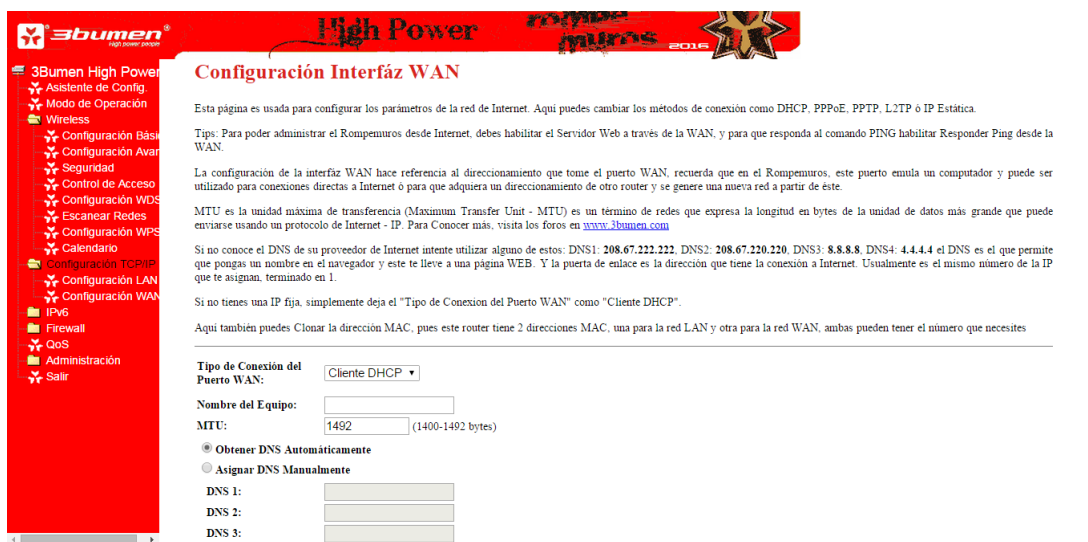 3bumen®
high power people
High Power
rompe
muros
2016
3Bumen High Power
Asistente de Config.
Modo de Operación
Wireless
Configuración Bási
Configuración Avan
Seguridad
Control de Acceso
Configuración WDS
Escanear Redes
Configuración WPS
Calendario
Configuración TCP/IP
Configuración LAN
Configuración WAN
IPv6
Firewall
QoS
Administración
Salir
Configuración Interfáz WAN
Esta página es usada para configurar los parámetros de la red de Internet. Aqui puedes cambiar los métodos de conexión como DHCP, PPPoE, PPTP, L2TP ò IP Estática.
Tips: Para poder administrar el Rompemuros desde Internet, debes habilitar el Servidor Web a través de la WAN, y para que responda al comando PING habilitar Responder Ping desde la
WAN.
La configuración de la interfáz WAN hace referencia al direccionamiento que tome el puerto WAN, recuerda que en el Rompemuros, este puerto emula un computador y puede ser
utilizado para conexiones directas a Internet ò para que adquiera un direccionamiento de otro router y se genere una nueva red a partir de éste.
MTU es la unidad máxima de transferencia (Maximum Transfer Unit - MTU) es un término de redes que expresa la longitud en bytes de la unidad de datos más grande que puede
enviarse usando un protocolo de Internet - IP. Para Conocer más, visita los foros en www.3bumen.com
Si no conoce el DNS de su proveedor de Internet intente utilizar alguno de estos: DNS1: 208.67.222.222, DNS2: 208.67.220.220, DNS3: 8.8.8.8, DNS4: 4.4.4.4 el DNS es el que permite
que pongas un nombre en el navegador y este te lleve a una página WEB. Y la puerta de enlace es la dirección que tiene la conexión a Internet. Usualmente es el mismo número de la IP
que te asignan, terminado en 1.
Si no tienes una IP fija, simplemente deja el "Tipo de Conexion del Puerto WAN" como "Cliente DHCP".
Aqui también puedes Clonar la dirección MAC, pues este router tiene 2 direcciones MAC, una para la red LAN y otra para la red WAN, ambas pueden tener el número que necesites
Tipo de Conexión del
Puerto WAN:
Cliente DHCP
Nombre del Equipo:
MTU:
1492
(1400-1492 bytes)
Obtener DNS Automáticamente
Asignar DNS Manualmente
DNS 1:
DNS 2:
DNS 3: